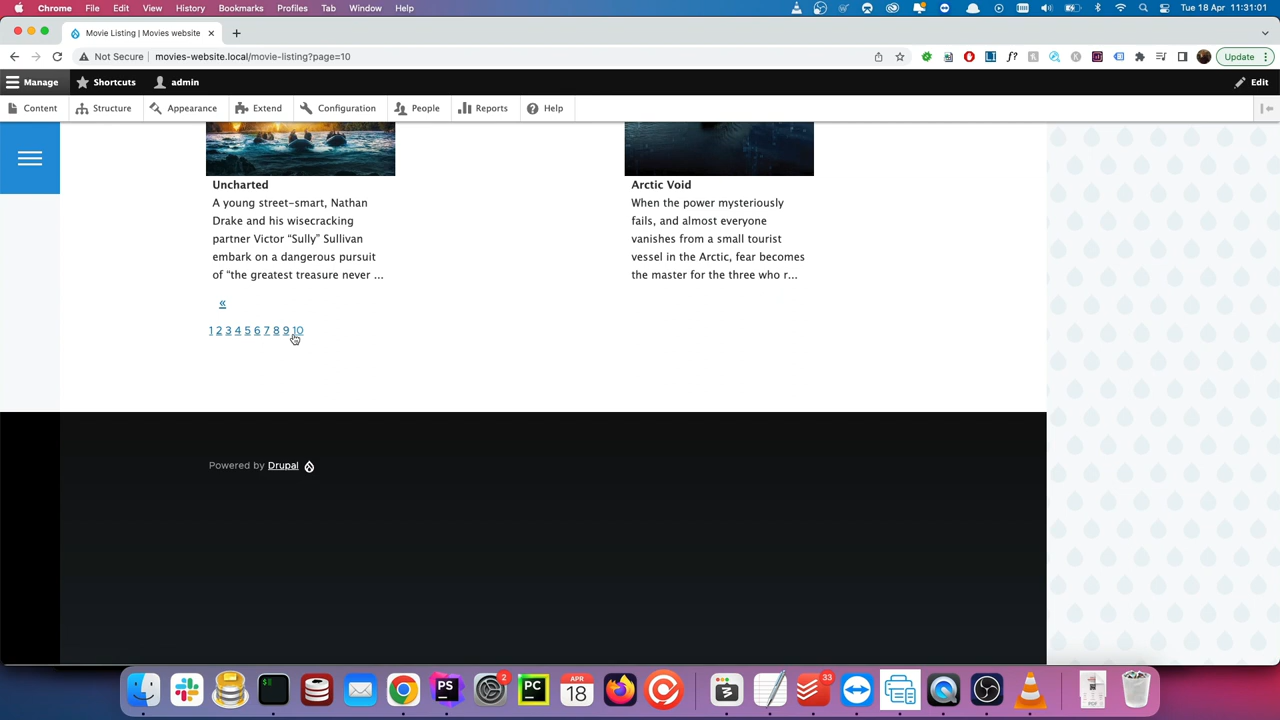 Chrome File Edit View History Bookmarks Profiles Tab Window Help Tue 18 Apr 11:31:01
Movie Listing | Movies website
Not Secure movies-website.local/movie-listing?page=10 Update
Manage Shortcuts admin Edit
Content Structure Appearance Extend Configuration People Reports Help
Uncharted
A young street-smart, Nathan
Drake and his wisecracking
partner Victor “Sully” Sullivan
embark on a dangerous pursuit
of “the greatest treasure never ...
Arctic Void
When the power mysteriously
fails, and almost everyone
vanishes from a small tourist
vessel in the Arctic, fear becomes
the master for the three who r...
«
1 2 3 4 5 6 7 8 9 10
Powered by Drupal
2
33
$
PS
PC
APR
18
PDF